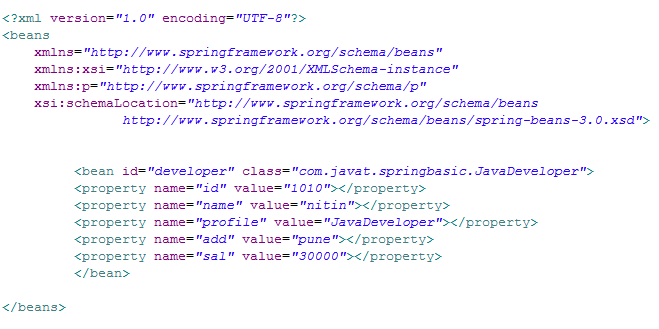 <?xml version="1.0" encoding="UTF-8"?>
<beans
xmlns="http://www.springframework.org/schema/beans"
xmlns:xsi="http://www.w3.org/2001/XMLSchema-instance"
xmlns:p="http://www.springframework.org/schema/p"
xsi:schemaLocation="http://www.springframework.org/schema/beans
http://www.springframework.org/schema/beans/spring-beans-3.0.xsd">
<bean id="developer" class="com.javat.springbasic.JavaDeveloper">
<property name="id" value="1010"></property>
<property name="name" value="nitin"></property>
<property name="profile" value="JavaDeveloper"></property>
<property name="add" value="pune"></property>
<property name="sal" value="30000"></property>
</bean>
</beans>